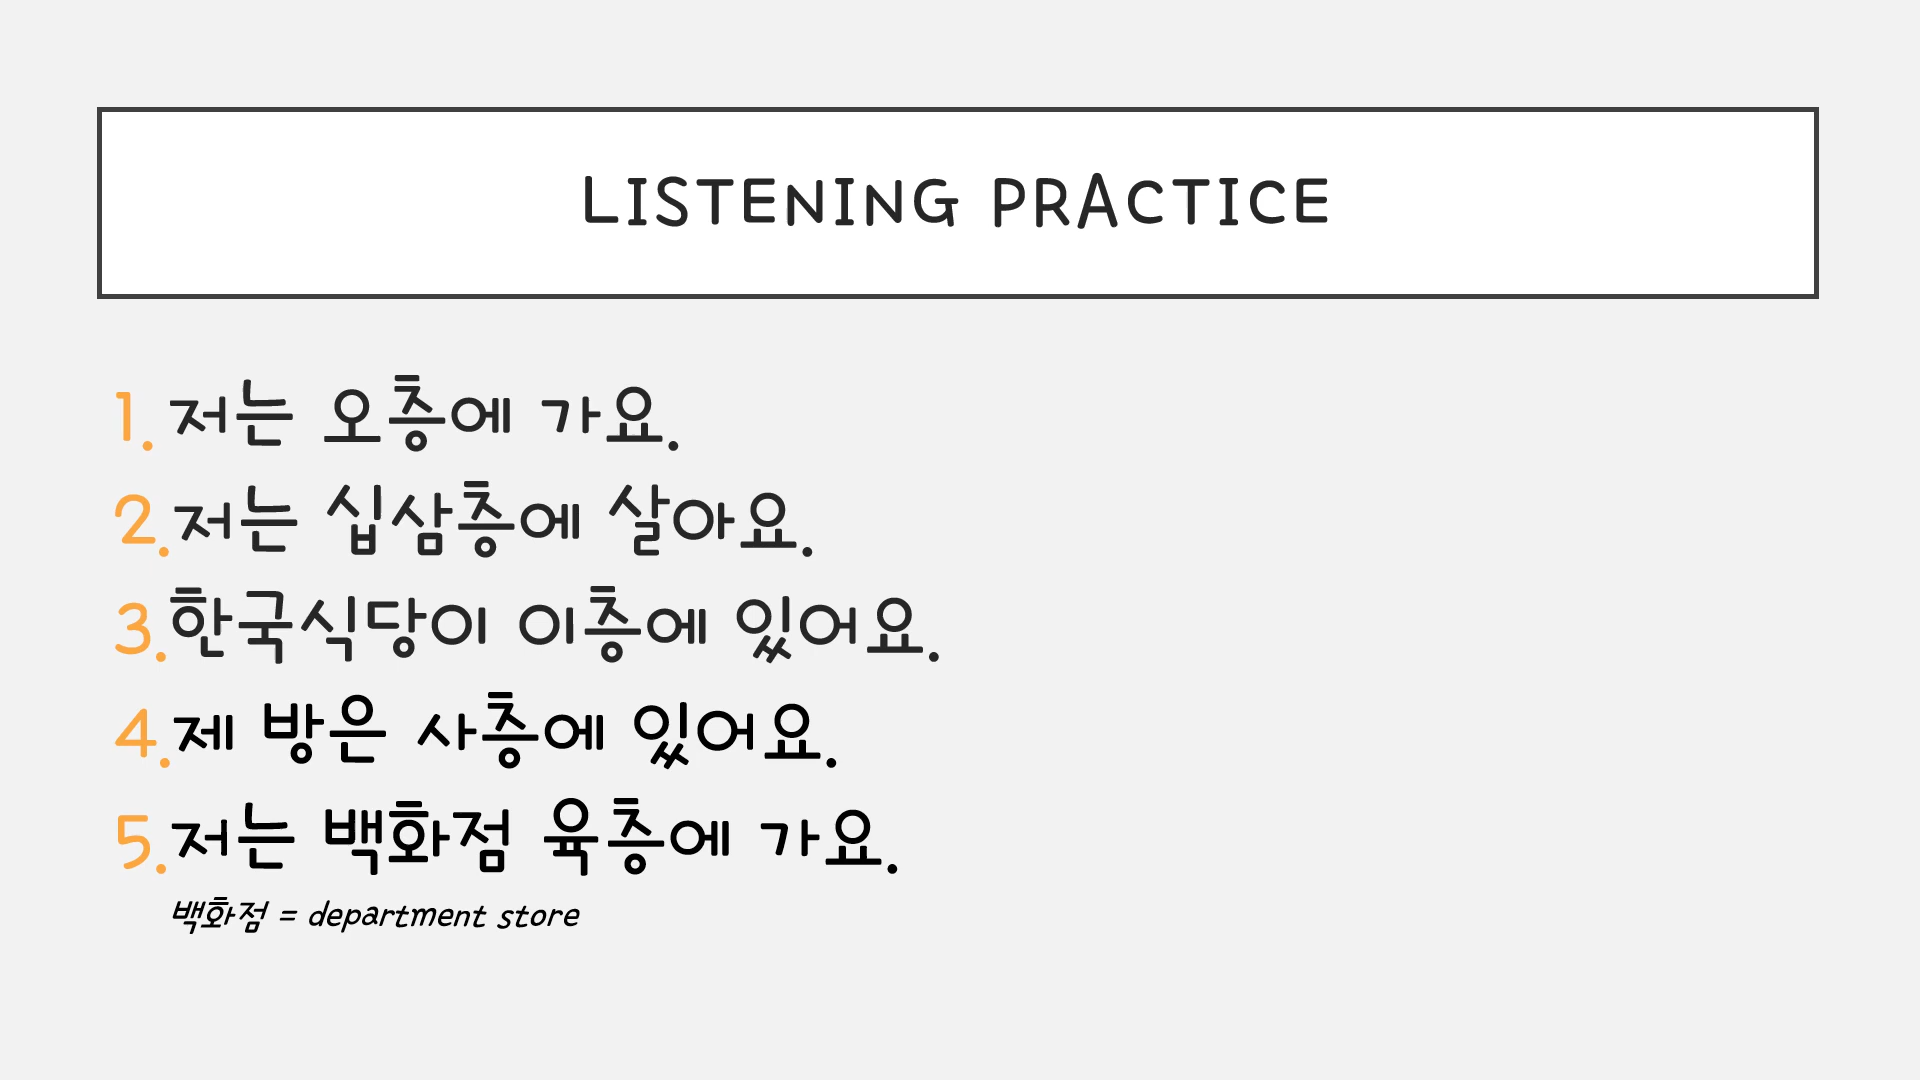 LISTENING PRACTICE
1. 저는 오층에 가요.
2. 저는 십삼층에 살아요.
3. 한국식당이 이층에 있어요.
4. 제 방은 사층에 있어요.
5. 저는 백화점 육층에 가요.
백화점 = department store